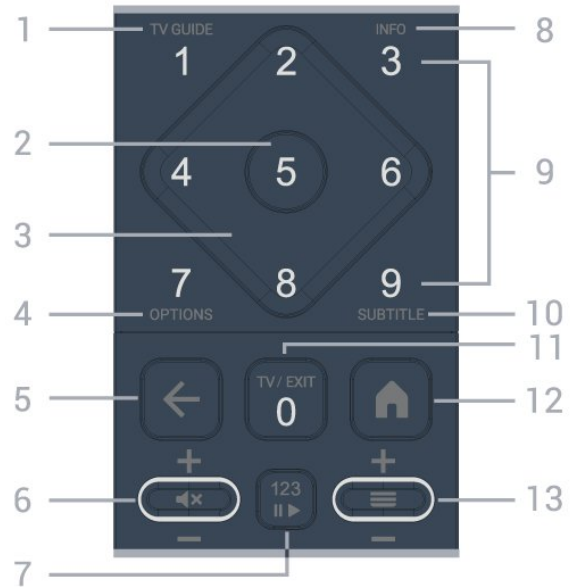 1 TV GUIDE INFO 8
1 2 3
2 9
4 5 6
3
7 8 9
4 OPTIONS SUBTITLE 10
11
TV / EXIT
5 0 12
+ +
6 13
123
- -
7